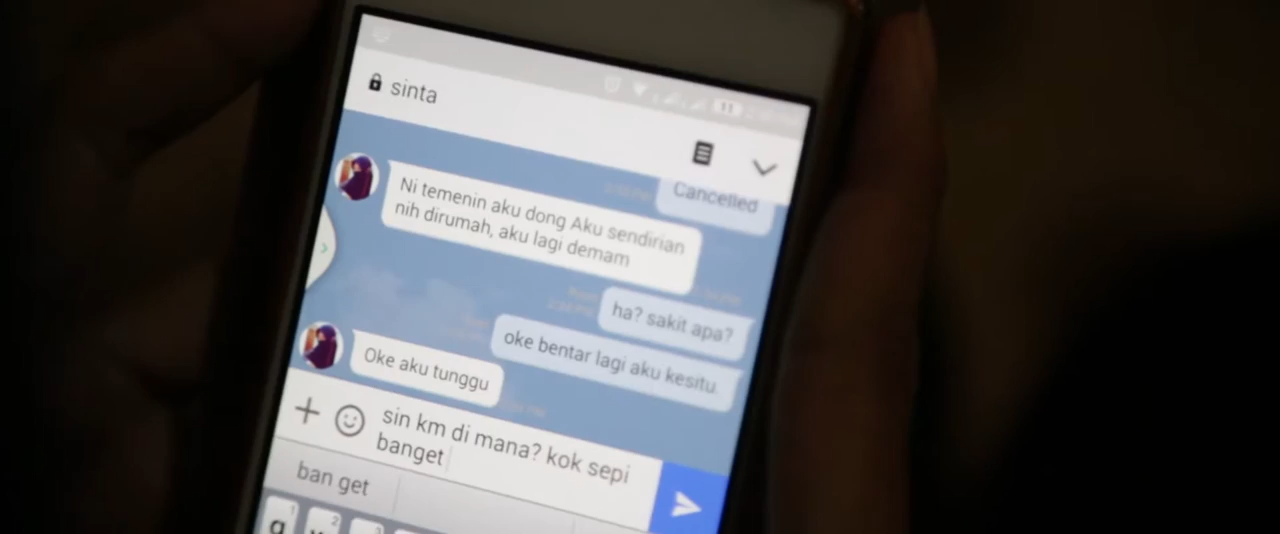 sinta
Cancelled
Ni temenin aku dong Aku sendirian
nih dirumah, aku lagi demam
ha? sakit apa?
oke bentar lagi aku kesitu.
Oke aku tunggu
sin km di mana? kok sepi
banget
ban get